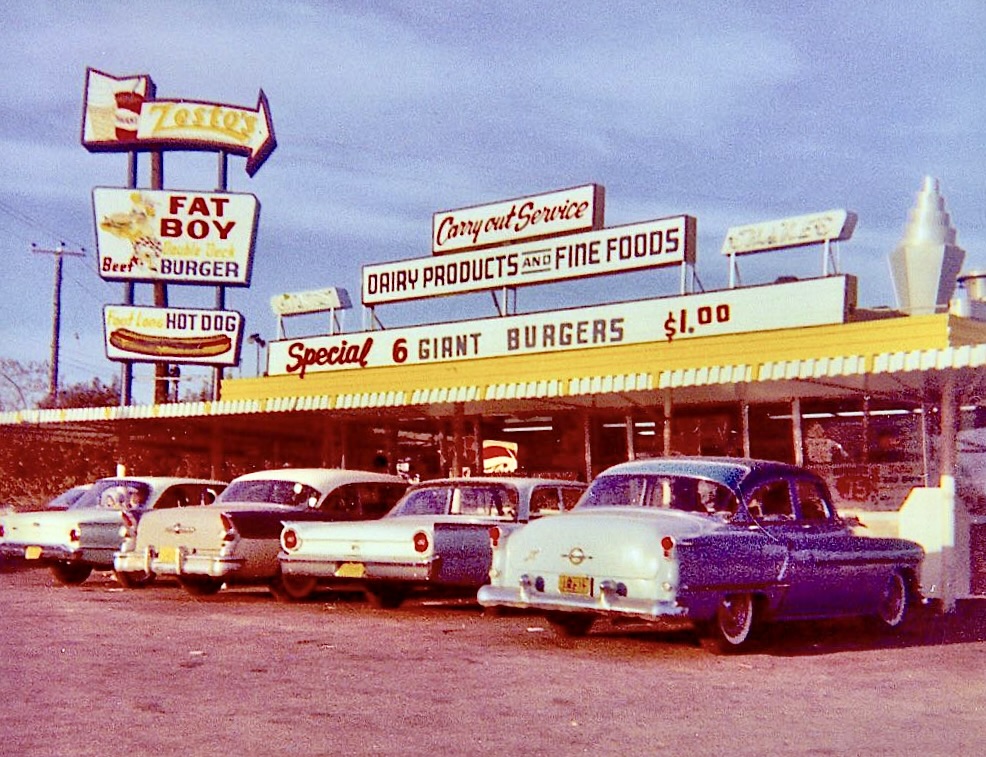 Zesto's
FAT
BOY
Double Deck
Beef BURGER
Foot Long HOT DOG
Carry out Service
DAIRY PRODUCTS AND FINE FOODS
SHAKES
Special 6 GIANT BURGERS $1.00